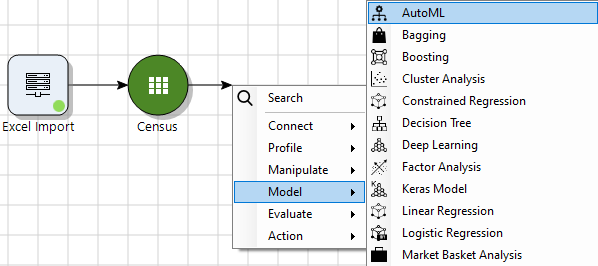 Excel Import
Census
Search
Connect
Profile
Manipulate
Model
Evaluate
Action
AutoML
Bagging
Boosting
Cluster Analysis
Constrained Regression
Decision Tree
Deep Learning
Factor Analysis
Keras Model
Linear Regression
Logistic Regression
Market Basket Analysis